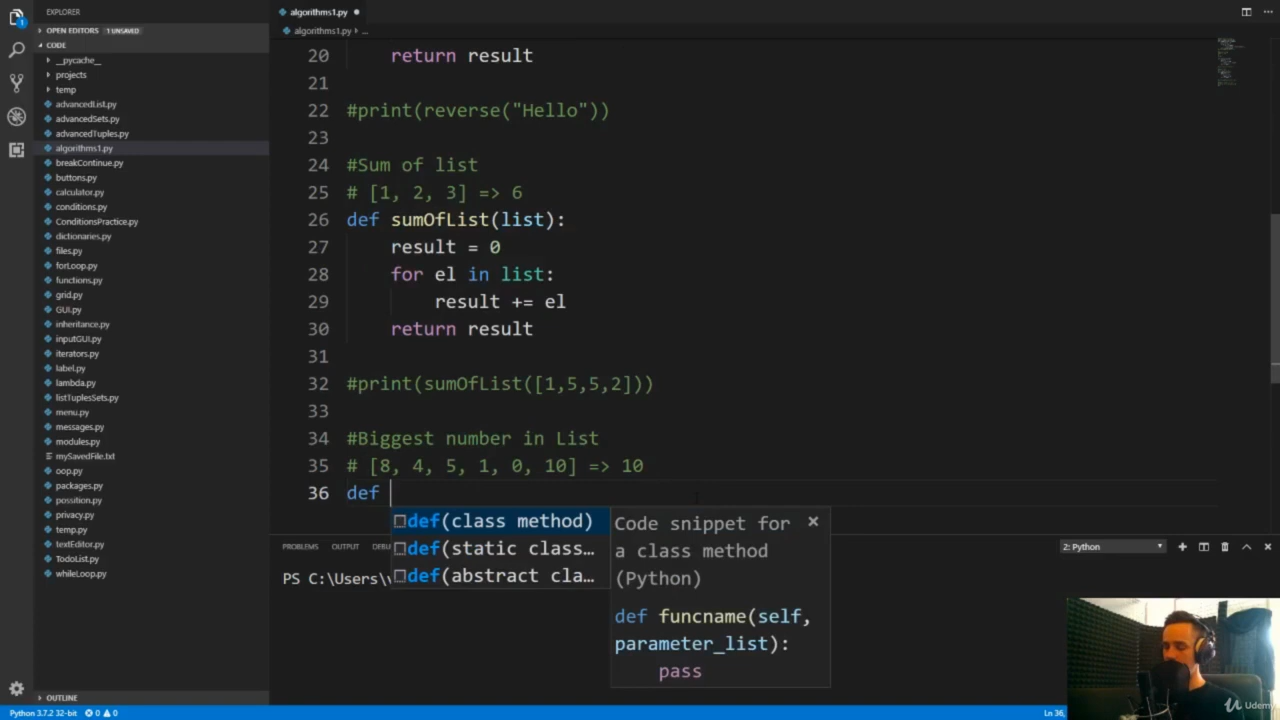 EXPLORER
OPEN EDITORS 1 UNSAVED
CODE
__pycache__
projects
temp
advancedList.py
advancedSets.py
advancedTuples.py
algorithms1.py
breakContinue.py
buttons.py
calculator.py
conditions.py
ConditionsPractice.py
dictionaries.py
files.py
forLoop.py
functions.py
grid.py
GUI.py
inheritance.py
inputGUI.py
iterators.py
label.py
lambda.py
listTuplesSets.py
menu.py
messages.py
modules.py
mySavedFile.txt
oop.py
packages.py
possition.py
privacy.py
temp.py
textEditor.py
TodoList.py
whileLoop.py
OUTLINE
algorithms1.py
algorithms1.py ...
20 return result
21
22 #print(reverse("Hello"))
23
24 #Sum of list
25 # [1, 2, 3] => 6
26 def sumOfList(list):
27 result = 0
28 for el in list:
29 result += el
30 return result
31
32 #print(sumOfList([1,5,5,2]))
33
34 #Biggest number in List
35 # [8, 4, 5, 1, 0, 10] => 10
36 def
def(class method)
def(static class...
def(abstract cla...
Code snippet for
a class method
(Python)
def funcname(self,
parameter_list):
pass
PROBLEMS OUTPUT DEBU
2: Python
PS C:\Users\
Python 3.7.2 32-bit 0 0
Ln 36,
Udemy